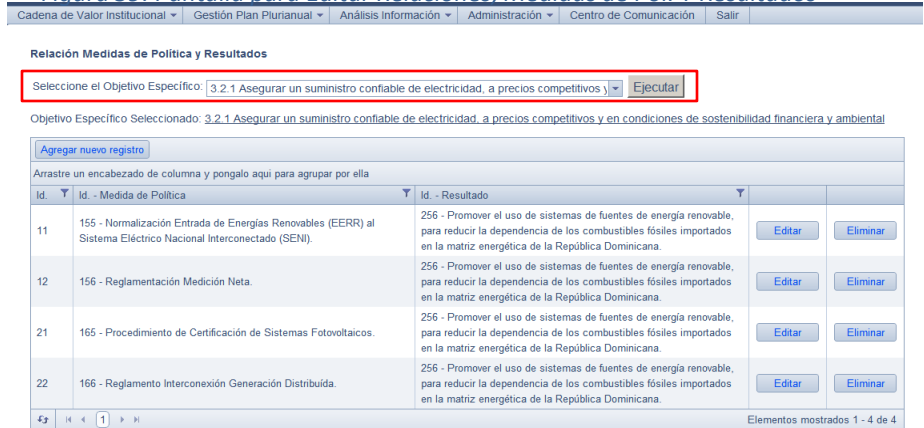 Cadena de Valor Institucional Gestión Plan Plurianual Análisis Información Administración Centro de Comunicación Salir
Relación Medidas de Política y Resultados
Seleccione el Objetivo Específico: 3.2.1 Asegurar un suministro confiable de electricidad, a precios competitivos y Ejecutar
Objetivo Específico Seleccionado: 3.2.1 Asegurar un suministro confiable de electricidad, a precios competitivos y en condiciones de sostenibilidad financiera y ambiental
Agregar nuevo registro
Arrastre un encabezado de columna y pongalo aqui para agrupar por ella
Id. Id. - Medida de Política Id. - Resultado
11
155 - Normalización Entrada de Energías Renovables (EERR) al
Sistema Eléctrico Nacional Interconectado (SENI).
256 - Promover el uso de sistemas de fuentes de energía renovable,
para reducir la dependencia de los combustibles fósiles importados
en la matriz energética de la República Dominicana.
Editar Eliminar
12
156 - Reglamentación Medición Neta.
256 - Promover el uso de sistemas de fuentes de energía renovable,
para reducir la dependencia de los combustibles fósiles importados
en la matriz energética de la República Dominicana.
Editar Eliminar
21
165 - Procedimiento de Certificación de Sistemas Fotovoltaicos.
256 - Promover el uso de sistemas de fuentes de energía renovable,
para reducir la dependencia de los combustibles fósiles importados
en la matriz energética de la República Dominicana.
Editar Eliminar
22
166 - Reglamento Interconexión Generación Distribuída.
256 - Promover el uso de sistemas de fuentes de energía renovable,
para reducir la dependencia de los combustibles fósiles importados
en la matriz energética de la República Dominicana.
Editar Eliminar
1 Elementos mostrados 1 - 4 de 4